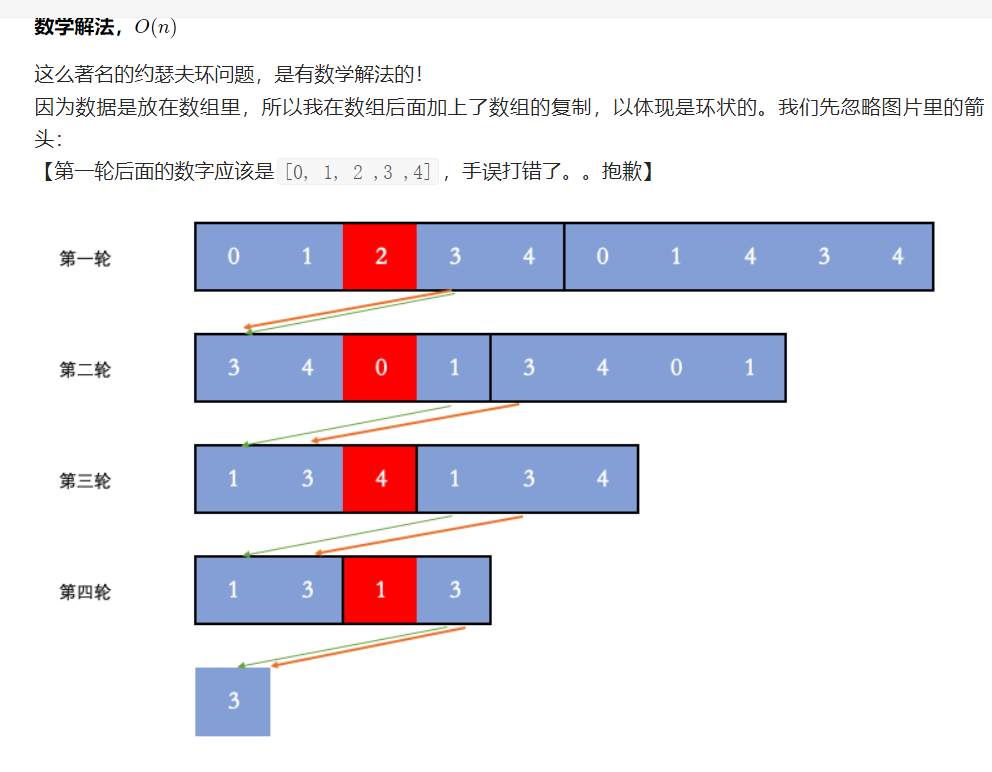 数学解法，O(n)
这么著名的约瑟夫环问题，是有数学解法的！
因为数据是放在数组里，所以我在数组后面加上了数组的复制，以体现是环状的。我们先忽略图片里的箭
头：
【第一轮后面的数字应该是[0, 1, 2 ,3 ,4]，手误打错了。。抱歉】
第一轮 0 1 2 3 4 0 1 4 3 4
第二轮 3 4 0 1 3 4 0 1
第三轮 1 3 4 1 3 4
第四轮 1 3 1 3
3